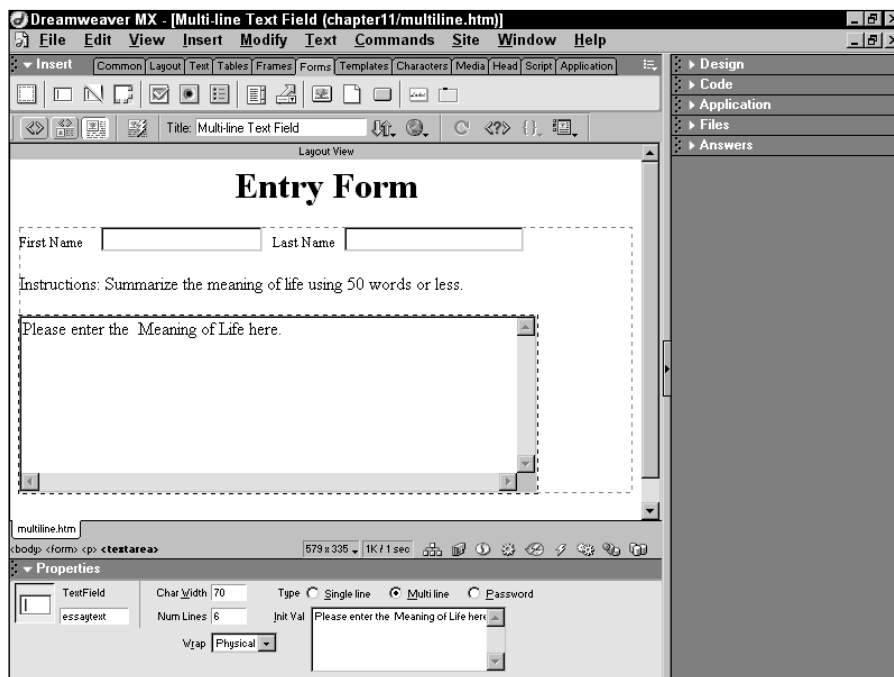 Dreamweaver MX - [Multi-line Text Field (chapter11/multiline.htm)]
File Edit View Insert Modify Text Commands Site Window Help
Insert Common Layout Text Tables Frames Forms Templates Characters Media Head Script Application
Title: Multi-line Text Field
Layout View
Entry Form
First Name Last Name
Instructions: Summarize the meaning of life using 50 words or less.
Please enter the Meaning of Life here.
multiline.htm
<body> <form> <p> <textarea> 579 x 335 1K / 1 sec
Properties
TextField Char Width 70 Type Single line Multi line Password
essaytext Num Lines 6 Init Val Please enter the Meaning of Life here
Wrap Physical
Design
Code
Application
Files
Answers